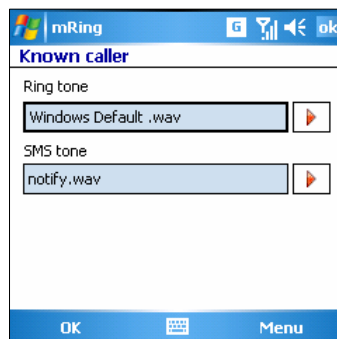 mRing G ok
Known caller
Ring tone
Windows Default .wav
SMS tone
notify.wav
OK Menu